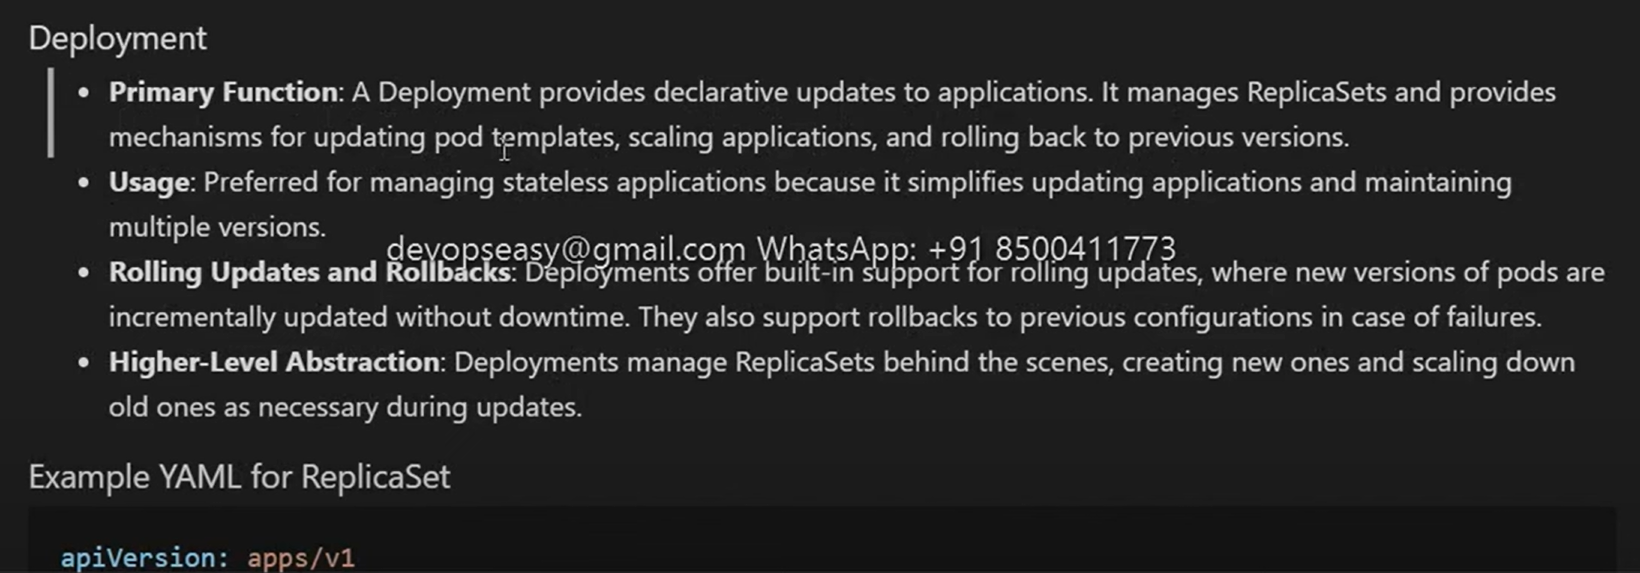 Deployment
• Primary Function: A Deployment provides declarative updates to applications. It manages ReplicaSets and provides
mechanisms for updating pod templates, scaling applications, and rolling back to previous versions.
• Usage: Preferred for managing stateless applications because it simplifies updating applications and maintaining
multiple versions.
devopseasy@gmail.com WhatsApp: +91 8500411773
• Rolling Updates and Rollbacks: Deployments offer built-in support for rolling updates, where new versions of pods are
incrementally updated without downtime. They also support rollbacks to previous configurations in case of failures.
• Higher-Level Abstraction: Deployments manage ReplicaSets behind the scenes, creating new ones and scaling down
old ones as necessary during updates.
Example YAML for ReplicaSet
apiVersion: apps/v1